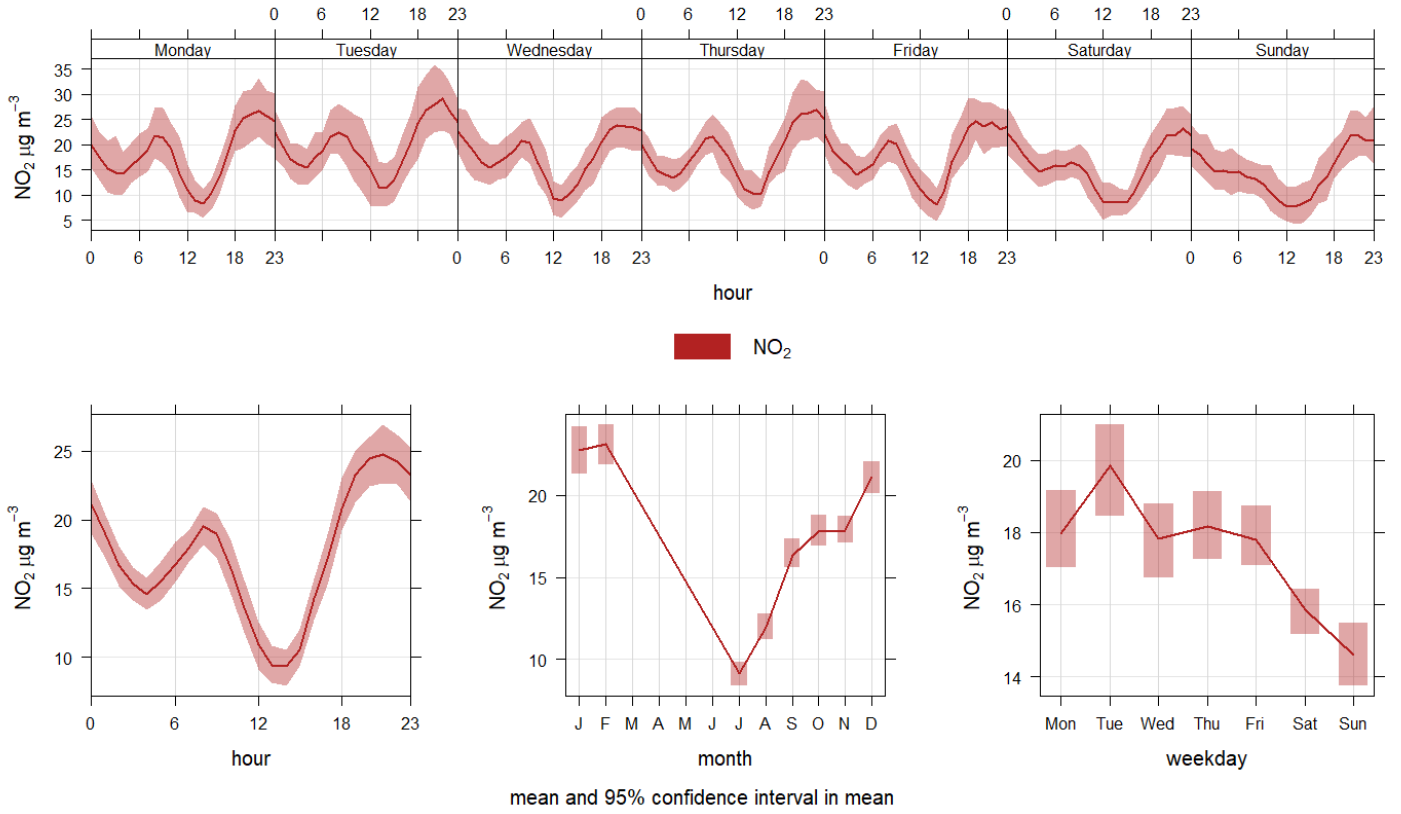 0 6 12 18 23 0 6 12 18 23 0 6 12 18 23
Monday Tuesday Wednesday Thursday Friday Saturday Sunday
NO₂ μg m⁻³
35
30
25
20
15
10
5
0 6 12 18 23 0 6 12 18 23 0 6 12 18 23 0 6 12 18 23
hour
NO₂
NO₂ μg m⁻³
25
20
15
10
0 6 12 18 23
hour
NO₂ μg m⁻³
20
15
10
J F M A M J J A S O N D
month
NO₂ μg m⁻³
20
18
16
14
Mon Tue Wed Thu Fri Sat Sun
weekday
mean and 95% confidence interval in mean